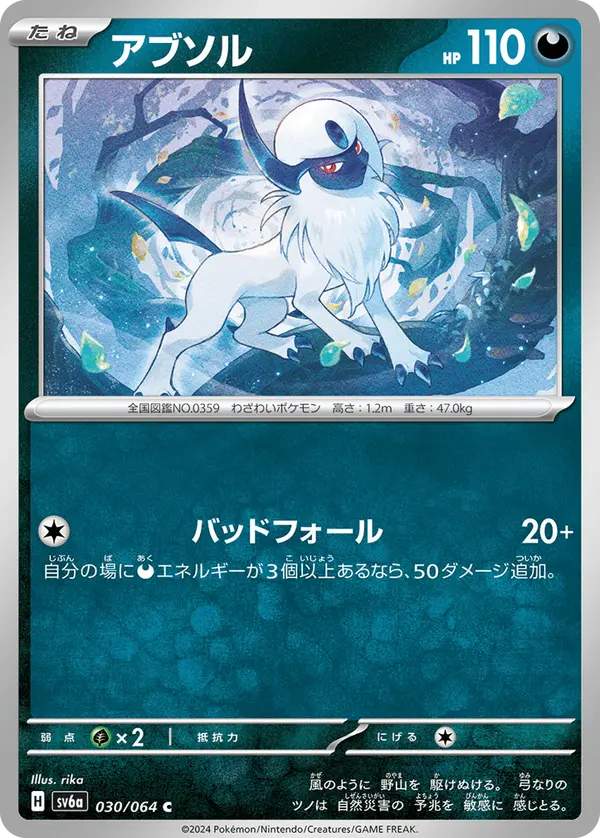 たね アブソル HP 110
全国図鑑NO.0359 わざわいポケモン 高さ:1.2m 重さ:47.0kg
バッドフォール 20+
自分の場にエネルギーが3個以上あるなら、50ダメージ追加。
弱点 ×2 抵抗力 にげる
Illus. rika
H sv6a 030/064 C
風のように 野山を 駆けぬける。弓なりの
ツノは 自然災害の 予兆を 敏感に 感じとる。
©2024 Pokémon/Nintendo/Creatures/GAME FREAK.